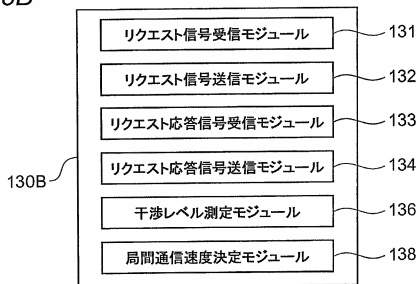 リクエスト信号受信モジュール 131
リクエスト信号送信モジュール 132
リクエスト応答信号受信モジュール 133
リクエスト応答信号送信モジュール 134
130B
干渉レベル測定モジュール 136
局間通信速度決定モジュール 138